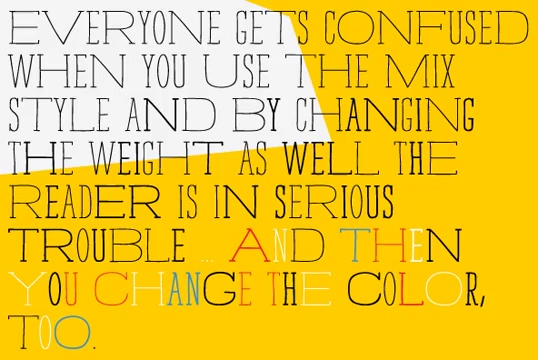 EVERYONE GETS CONFUSED
WHEN YOU USE THE MIX
STYLE AND BY CHANGING
THE WEIGHT AS WELL THE
READER IS IN SERIOUS
TROUBLE ... AND THEN
YOU CHANGE THE COLOR,
TOO.